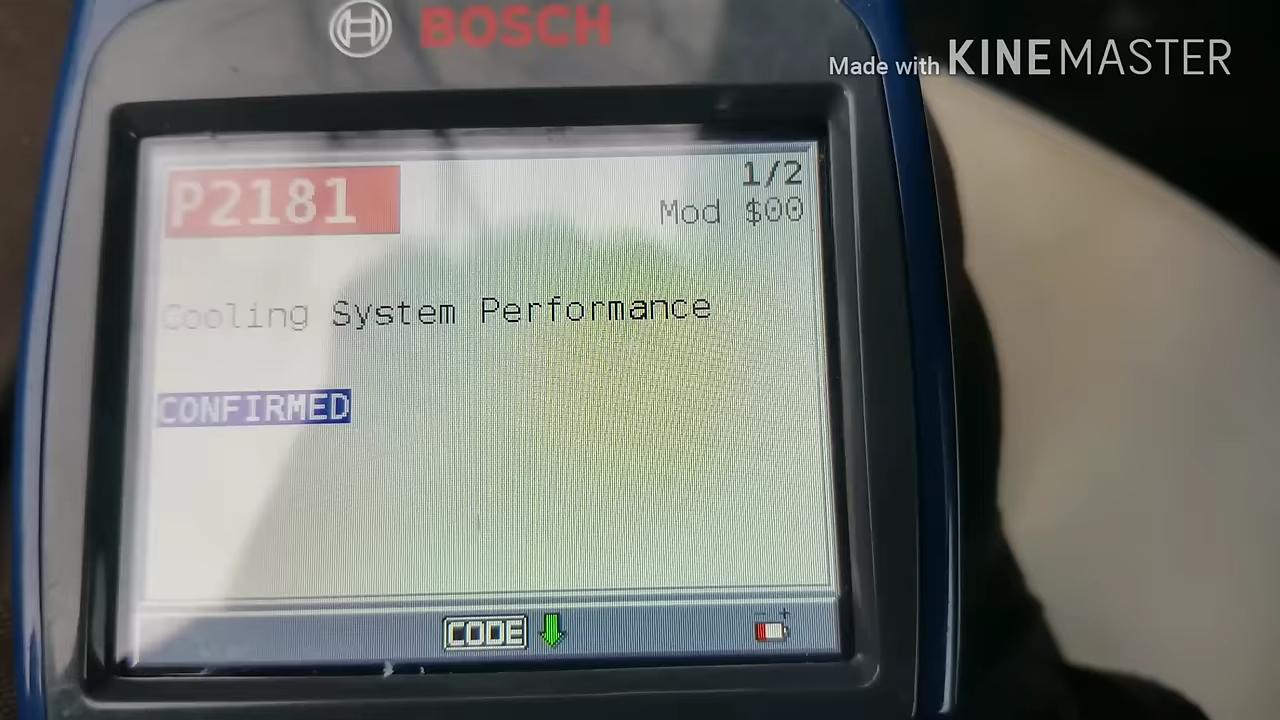 BOSCH
Made with KINEMASTER
P2181
1/2
Mod $00
Cooling System Performance
CONFIRMED
CODE
- +